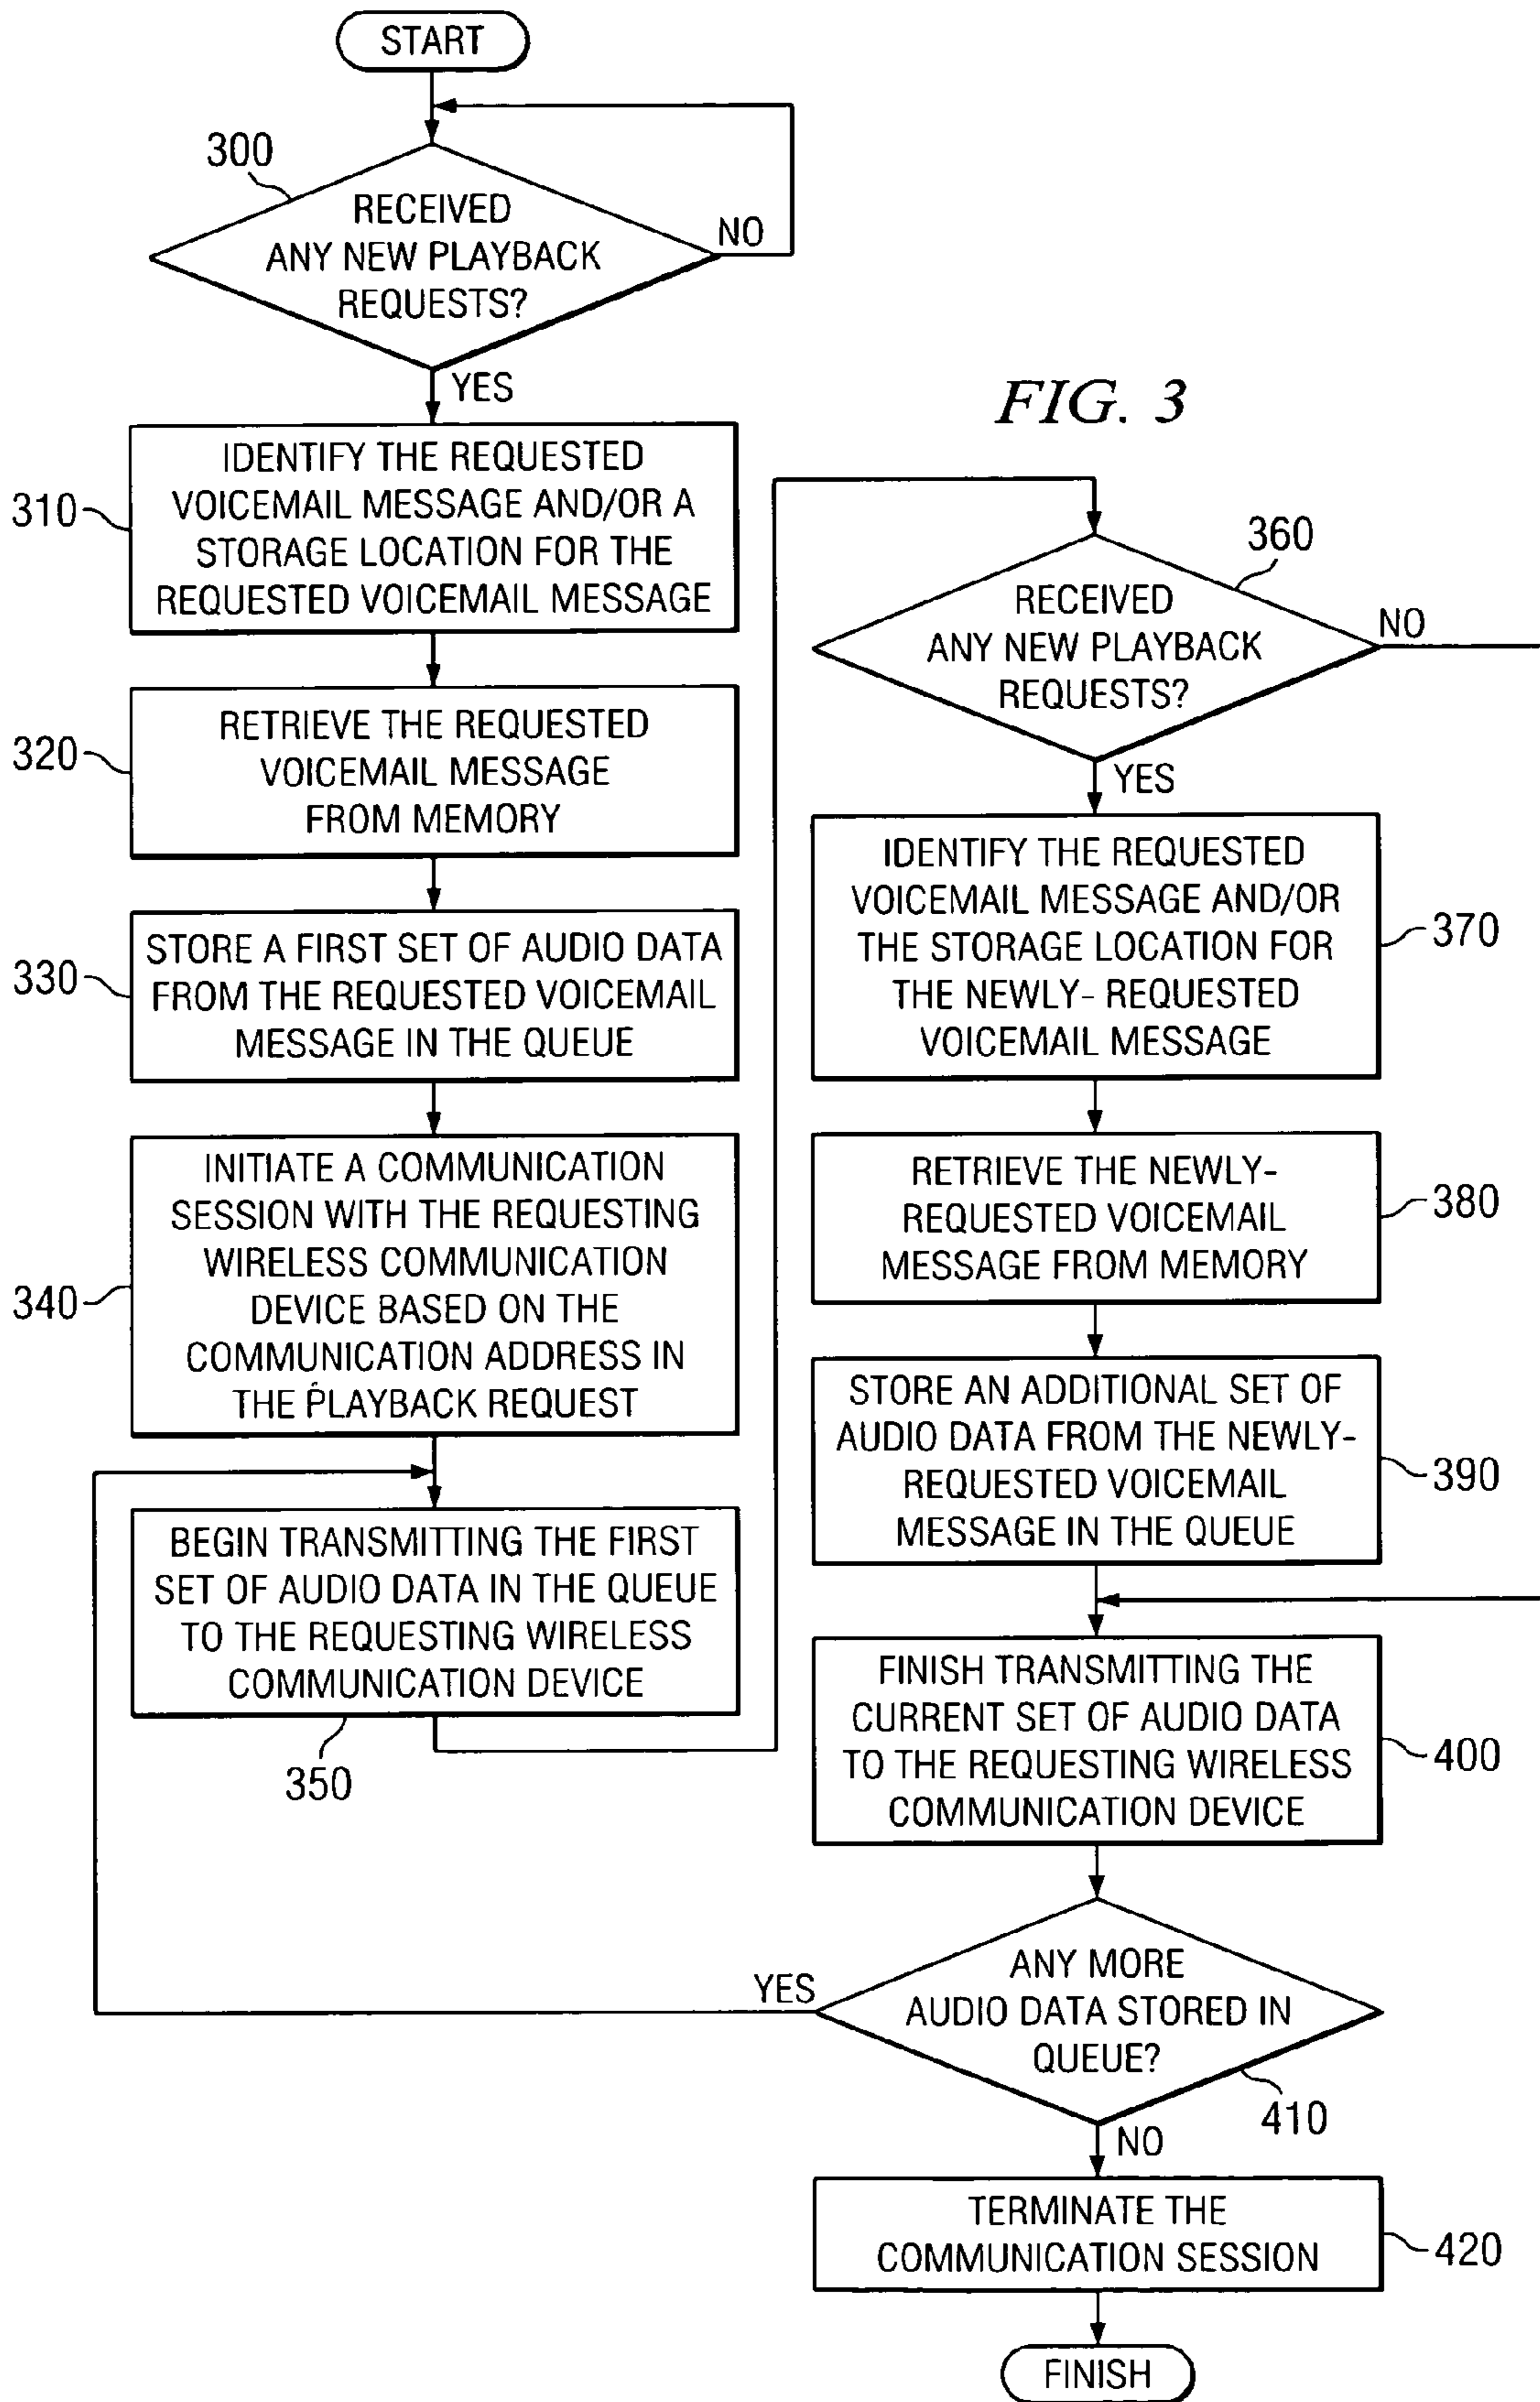 START
300
RECEIVED
ANY NEW PLAYBACK
REQUESTS?
NO
YES
310
IDENTIFY THE REQUESTED
VOICEMAIL MESSAGE AND/OR A
STORAGE LOCATION FOR THE
REQUESTED VOICEMAIL MESSAGE
320
RETRIEVE THE REQUESTED
VOICEMAIL MESSAGE
FROM MEMORY
330
STORE A FIRST SET OF AUDIO DATA
FROM THE REQUESTED VOICEMAIL
MESSAGE IN THE QUEUE
340
INITIATE A COMMUNICATION
SESSION WITH THE REQUESTING
WIRELESS COMMUNICATION
DEVICE BASED ON THE
COMMUNICATION ADDRESS IN
THE PLAYBACK REQUEST
BEGIN TRANSMITTING THE FIRST
SET OF AUDIO DATA IN THE QUEUE
TO THE REQUESTING WIRELESS
COMMUNICATION DEVICE
350
FIG. 3
360
RECEIVED
ANY NEW PLAYBACK
REQUESTS?
NO
YES
IDENTIFY THE REQUESTED
VOICEMAIL MESSAGE AND/OR
THE STORAGE LOCATION FOR
THE NEWLY- REQUESTED
VOICEMAIL MESSAGE
370
RETRIEVE THE NEWLY-
REQUESTED VOICEMAIL
MESSAGE FROM MEMORY
380
STORE AN ADDITIONAL SET OF
AUDIO DATA FROM THE NEWLY-
REQUESTED VOICEMAIL
MESSAGE IN THE QUEUE
390
FINISH TRANSMITTING THE
CURRENT SET OF AUDIO DATA
TO THE REQUESTING WIRELESS
COMMUNICATION DEVICE
400
YES
ANY MORE
AUDIO DATA STORED IN
QUEUE?
410
NO
TERMINATE THE
COMMUNICATION SESSION
420
FINISH